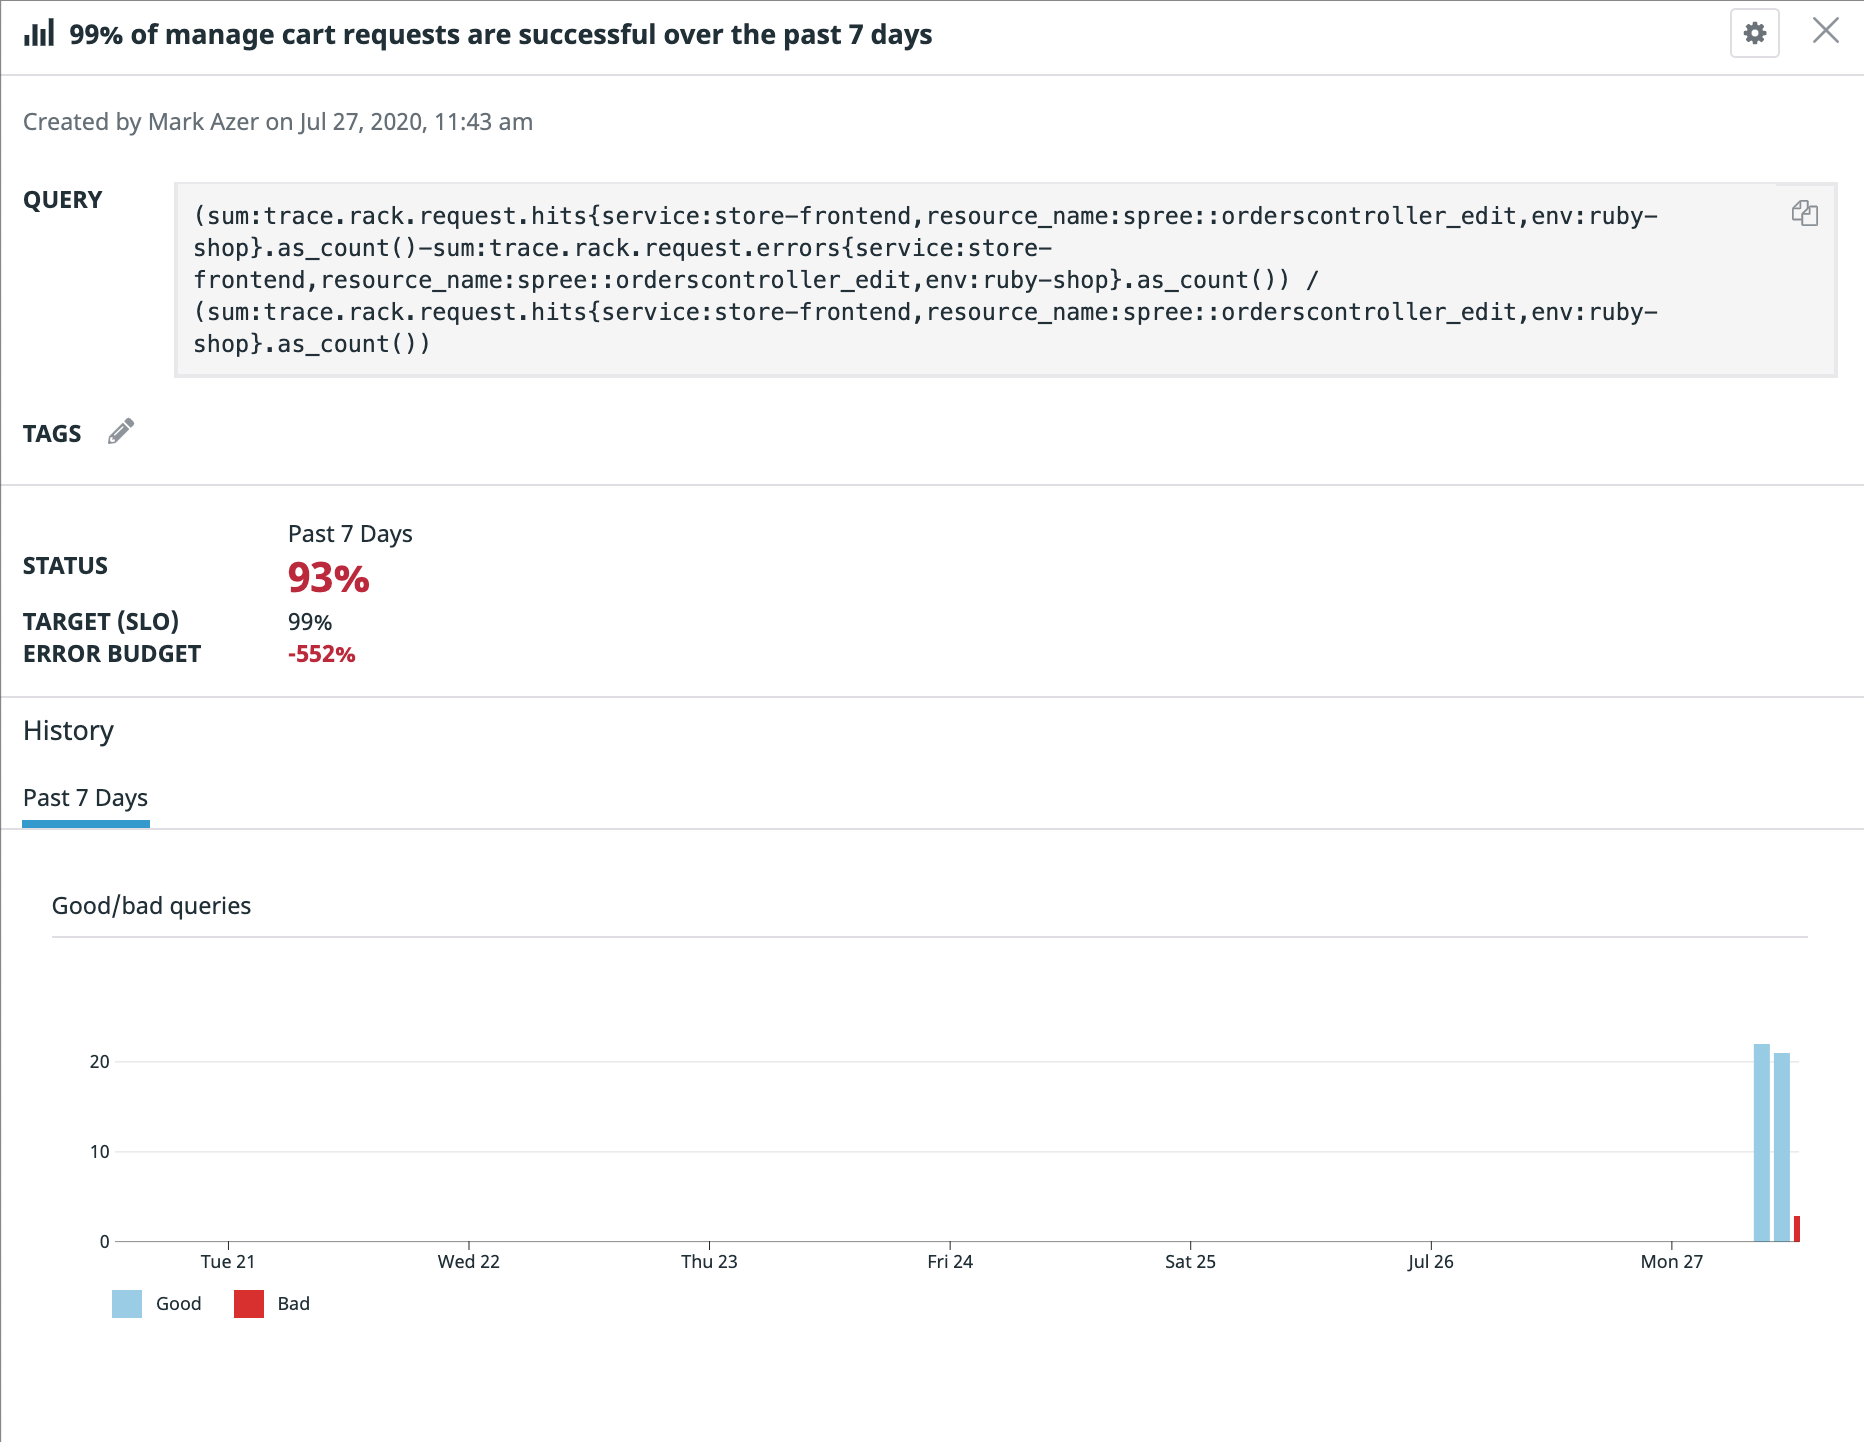 99% of manage cart requests are successful over the past 7 days
Created by Mark Azer on Jul 27, 2020, 11:43 am
QUERY
(sum:trace.rack.request.hits{service:store-frontend,resource_name:spree::orderscontroller_edit,env:ruby-
shop}.as_count()-sum:trace.rack.request.errors{service:store-
frontend,resource_name:spree::orderscontroller_edit,env:ruby-shop}.as_count()) /
(sum:trace.rack.request.hits{service:store-frontend,resource_name:spree::orderscontroller_edit,env:ruby-
shop}.as_count())
TAGS
Past 7 Days
STATUS 93%
TARGET (SLO) 99%
ERROR BUDGET -552%
History
Past 7 Days
Good/bad queries
20
10
0
Tue 21 Wed 22 Thu 23 Fri 24 Sat 25 Jul 26 Mon 27
Good Bad